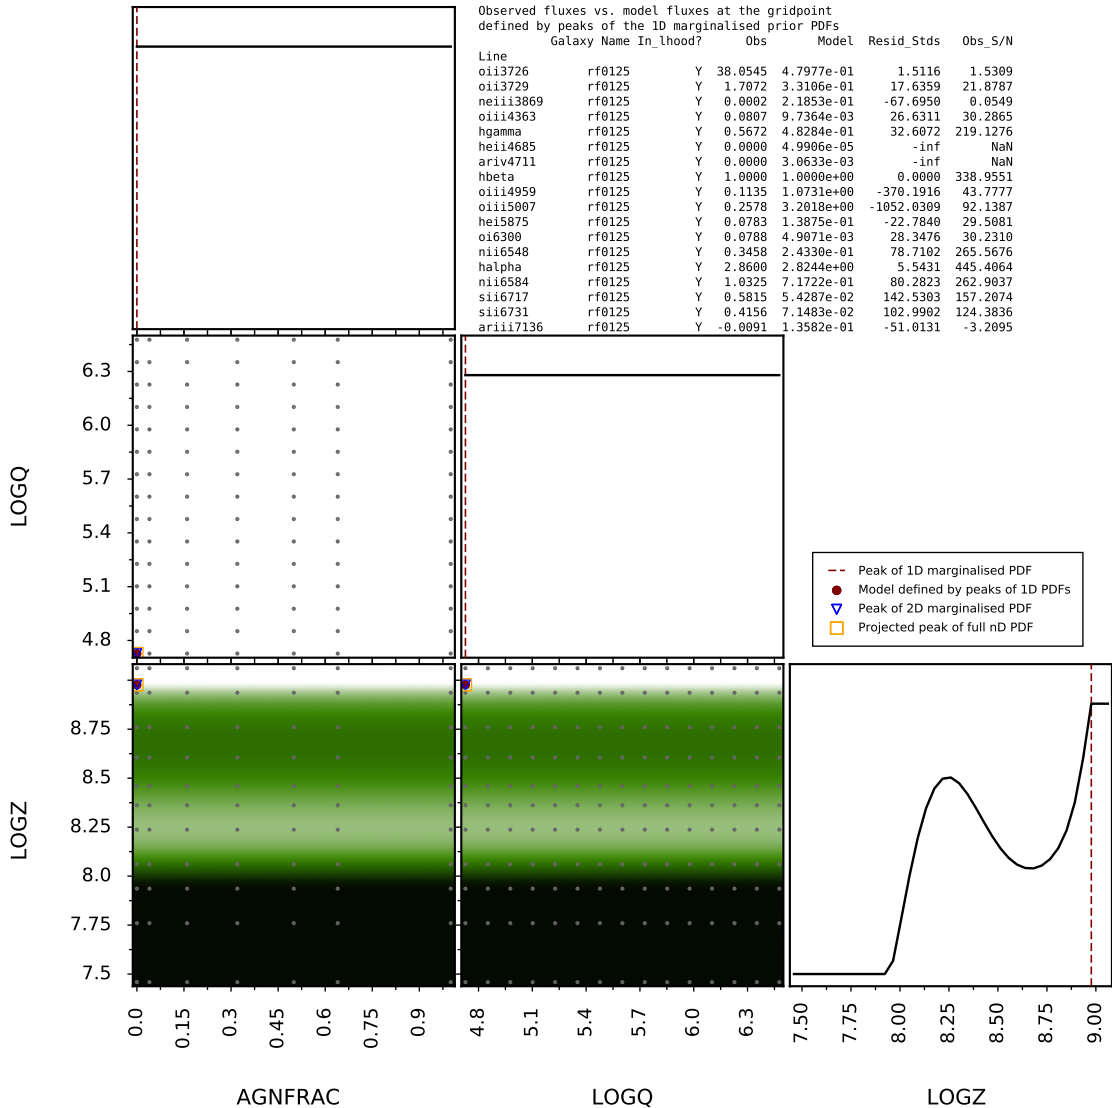 Observed fluxes vs. model fluxes at the gridpoint
defined by peaks of the 1D marginalised prior PDFs
Galaxy Name In_lhood? Obs Model Resid_Stds Obs_S/N
Line
oii3726 rf0125 Y 38.0545 4.7977e-01 1.5116 1.5309
oii3729 rf0125 Y 1.7072 3.3106e-01 17.6359 21.8787
neiii3869 rf0125 Y 0.0002 2.1853e-01 -67.6950 0.0549
oiii4363 rf0125 Y 0.0807 9.7364e-03 26.6311 30.2865
hgamma rf0125 Y 0.5672 4.8284e-01 32.6072 219.1276
heii4685 rf0125 Y 0.0000 4.9906e-05 -inf NaN
ariv4711 rf0125 Y 0.0000 3.0633e-03 -inf NaN
hbeta rf0125 Y 1.0000 1.0000e+00 0.0000 338.9551
oiii4959 rf0125 Y 0.1135 1.0731e+00 -370.1916 43.7777
oiii5007 rf0125 Y 0.2578 3.2018e+00 -1052.0309 92.1387
hei5875 rf0125 Y 0.0783 1.3875e-01 -22.7840 29.5081
oi6300 rf0125 Y 0.0788 4.9071e-03 28.3476 30.2310
nii6548 rf0125 Y 0.3458 2.4330e-01 78.7102 265.5676
halpha rf0125 Y 2.8600 2.8244e+00 5.5431 445.4064
nii6584 rf0125 Y 1.0325 7.1722e-01 80.2823 262.9037
sii6717 rf0125 Y 0.5815 5.4287e-02 142.5303 157.2074
sii6731 rf0125 Y 0.4156 7.1483e-02 102.9902 124.3836
ariii7136 rf0125 Y -0.0091 1.3582e-01 -51.0131 -3.2095
LOGQ
6.3
6.0
5.7
5.4
5.1
4.8
Peak of 1D marginalised PDF
Model defined by peaks of 1D PDFs
Peak of 2D marginalised PDF
Projected peak of full nD PDF
LOGZ
8.75
8.5
8.25
8.0
7.75
7.5
0.0 0.15 0.3 0.45 0.6 0.75 0.9
4.8 5.1 5.4 5.7 6.0 6.3
7.50 7.75 8.00 8.25 8.50 8.75 9.00
AGNFRAC LOGQ LOGZ